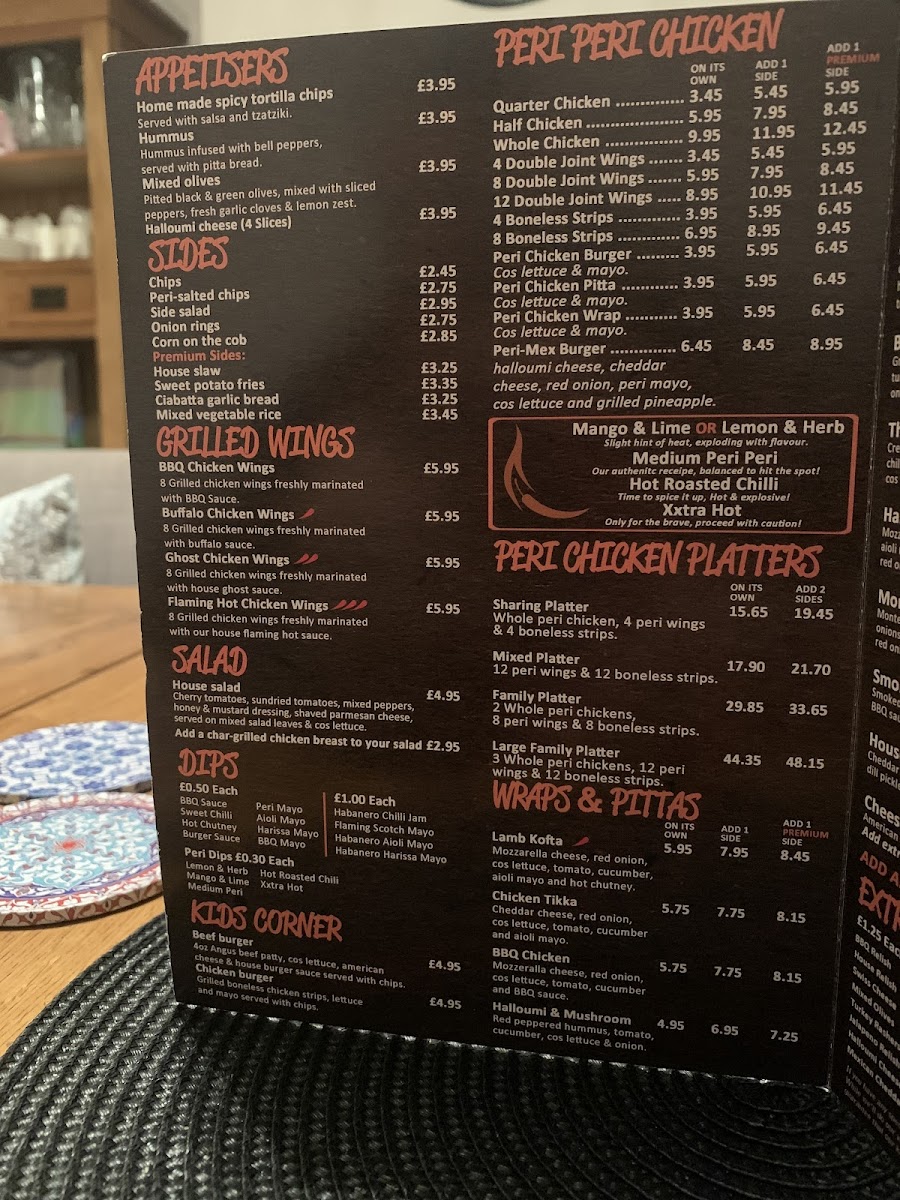 APPETISERS
Home made spicy tortilla chips £3.95
Served with salsa and tzatziki.
Hummus £3.95
Hummus infused with bell peppers,
served with pitta bread.
Mixed olives £3.95
Pitted black & green olives, mixed with sliced
peppers, fresh garlic cloves & lemon zest.
Halloumi cheese (4 Slices) £3.95
SIDES
Chips £2.45
Peri-salted chips £2.75
Side salad £2.95
Onion rings £2.75
Corn on the cob £2.85
Premium Sides:
House slaw £3.25
Sweet potato fries £3.35
Ciabatta garlic bread £3.25
Mixed vegetable rice £3.45
GRILLED WINGS
BBQ Chicken Wings £5.95
8 Grilled chicken wings freshly marinated
with BBQ Sauce.
Buffalo Chicken Wings £5.95
8 Grilled chicken wings freshly marinated
with buffalo sauce.
Ghost Chicken Wings £5.95
8 Grilled chicken wings freshly marinated
with house ghost sauce.
Flaming Hot Chicken Wings £5.95
8 Grilled chicken wings freshly marinated
with our house flaming hot sauce.
SALAD
House salad £4.95
Cherry tomatoes, sundried tomatoes, mixed peppers,
honey & mustard dressing, shaved parmesan cheese,
served on mixed salad leaves & cos lettuce.
Add a char-grilled chicken breast to your salad £2.95
DIPS
£0.50 Each
BBQ Sauce
Sweet Chilli
Hot Chutney
Burger Sauce
Peri Mayo
Aioli Mayo
Harissa Mayo
BBQ Mayo
£1.00 Each
Habanero Chilli Jam
Flaming Scotch Mayo
Habanero Aioli Mayo
Habanero Harissa Mayo
Peri Dips £0.30 Each
Lemon & Herb
Mango & Lime
Medium Peri
Hot Roasted Chilli
Xxtra Hot
KIDS CORNER
Beef burger
4oz Angus beef patty, cos lettuce, american £4.95
cheese & house burger sauce served with chips.
Chicken burger
Grilled boneless chicken strips, lettuce £4.95
and mayo served with chips.
PERI PERI CHICKEN
ON ITS OWN ADD 1 SIDE ADD 1 PREMIUM SIDE
Quarter Chicken ............... 3.45 5.45 5.95
Half Chicken ..................... 5.95 7.95 8.45
Whole Chicken ................. 9.95 11.95 12.45
4 Double Joint Wings ....... 3.45 5.45 5.95
8 Double Joint Wings ....... 5.95 7.95 8.45
12 Double Joint Wings ..... 8.95 10.95 11.45
4 Boneless Strips .............. 3.95 5.95 6.45
8 Boneless Strips .............. 6.95 8.95 9.45
Peri Chicken Burger ......... 3.95 5.95 6.45
Cos lettuce & mayo.
Peri Chicken Pitta ............ 3.95 5.95 6.45
Cos lettuce & mayo.
Peri Chicken Wrap ........... 3.95 5.95 6.45
Cos lettuce & mayo.
Peri-Mex Burger .............. 6.45 8.45 8.95
halloumi cheese, cheddar
cheese, red onion, peri mayo,
cos lettuce and grilled pineapple.
Mango & Lime OR Lemon & Herb
Slight hint of heat, exploding with flavour.
Medium Peri Peri
Our authenitc receipe, balanced to hit the spot!
Hot Roasted Chilli
Time to spice it up, Hot & explosive!
Xxtra Hot
Only for the brave, proceed with caution!
PERI CHICKEN PLATTERS
ON ITS OWN ADD 2 SIDES
Sharing Platter 15.65 19.45
Whole peri chicken, 4 peri wings
& 4 boneless strips.
Mixed Platter 17.90 21.70
12 peri wings & 12 boneless strips.
Family Platter 29.85 33.65
2 Whole peri chickens,
8 peri wings & 8 boneless strips.
Large Family Platter 44.35 48.15
3 Whole peri chickens, 12 peri
wings & 12 boneless strips.
WRAPS & PITTAS
ON ITS OWN ADD 1 SIDE ADD 1 PREMIUM SIDE
Lamb Kofta 5.95 7.95 8.45
Mozzarella cheese, red onion,
cos lettuce, tomato, cucumber,
aioli mayo and hot chutney.
Chicken Tikka 5.75 7.75 8.15
Cheddar cheese, red onion,
cos lettuce, tomato, cucumber
and aioli mayo.
BBQ Chicken 5.75 7.75 8.15
Mozzeralla cheese, red onion,
cos lettuce, tomato, cucumber
and BBQ sauce.
Halloumi & Mushroom 4.95 6.95 7.25
Red peppered hummus, tomato,
cucumber, cos lettuce & onion.
£1.25 Eac
BBQ Relish
House Relish
Swiss Cheese
Mixed Olives
Turkey Rashers
Jalapeno Relish
Halloumi Chees
Mexican Chedda